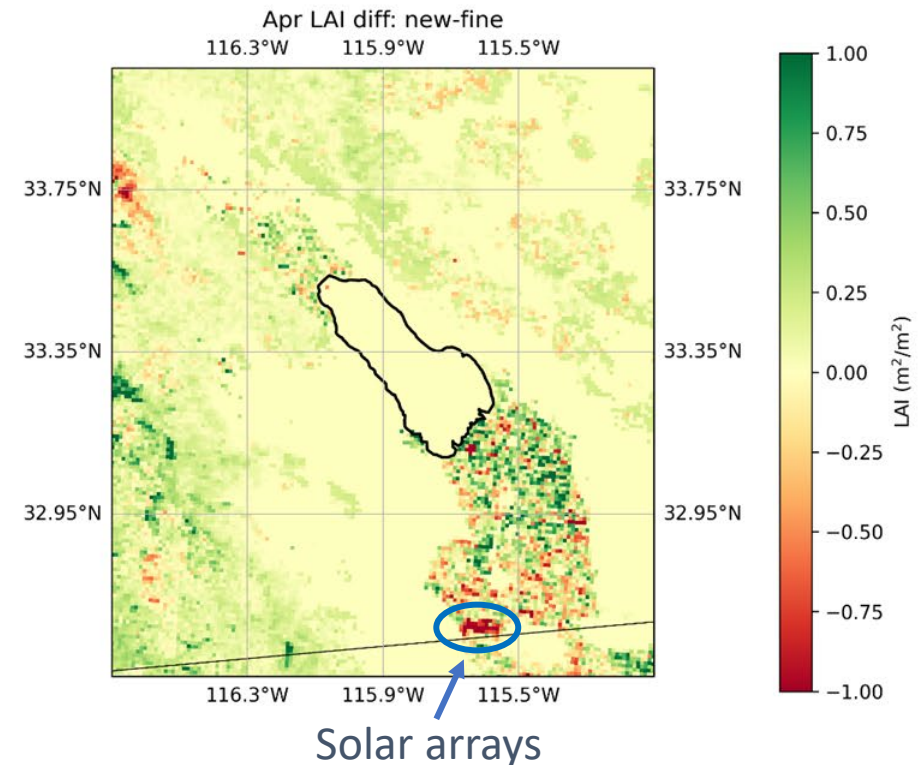 Apr LAI diff: new-fine
116.3°W 115.9°W 115.5°W
33.75°N 33.75°N
33.35°N 33.35°N
32.95°N 32.95°N
116.3°W 115.9°W 115.5°W
Solar arrays
1.00
0.75
0.50
0.25
0.00
−0.25
−0.50
−0.75
−1.00
LAI (m²/m²)